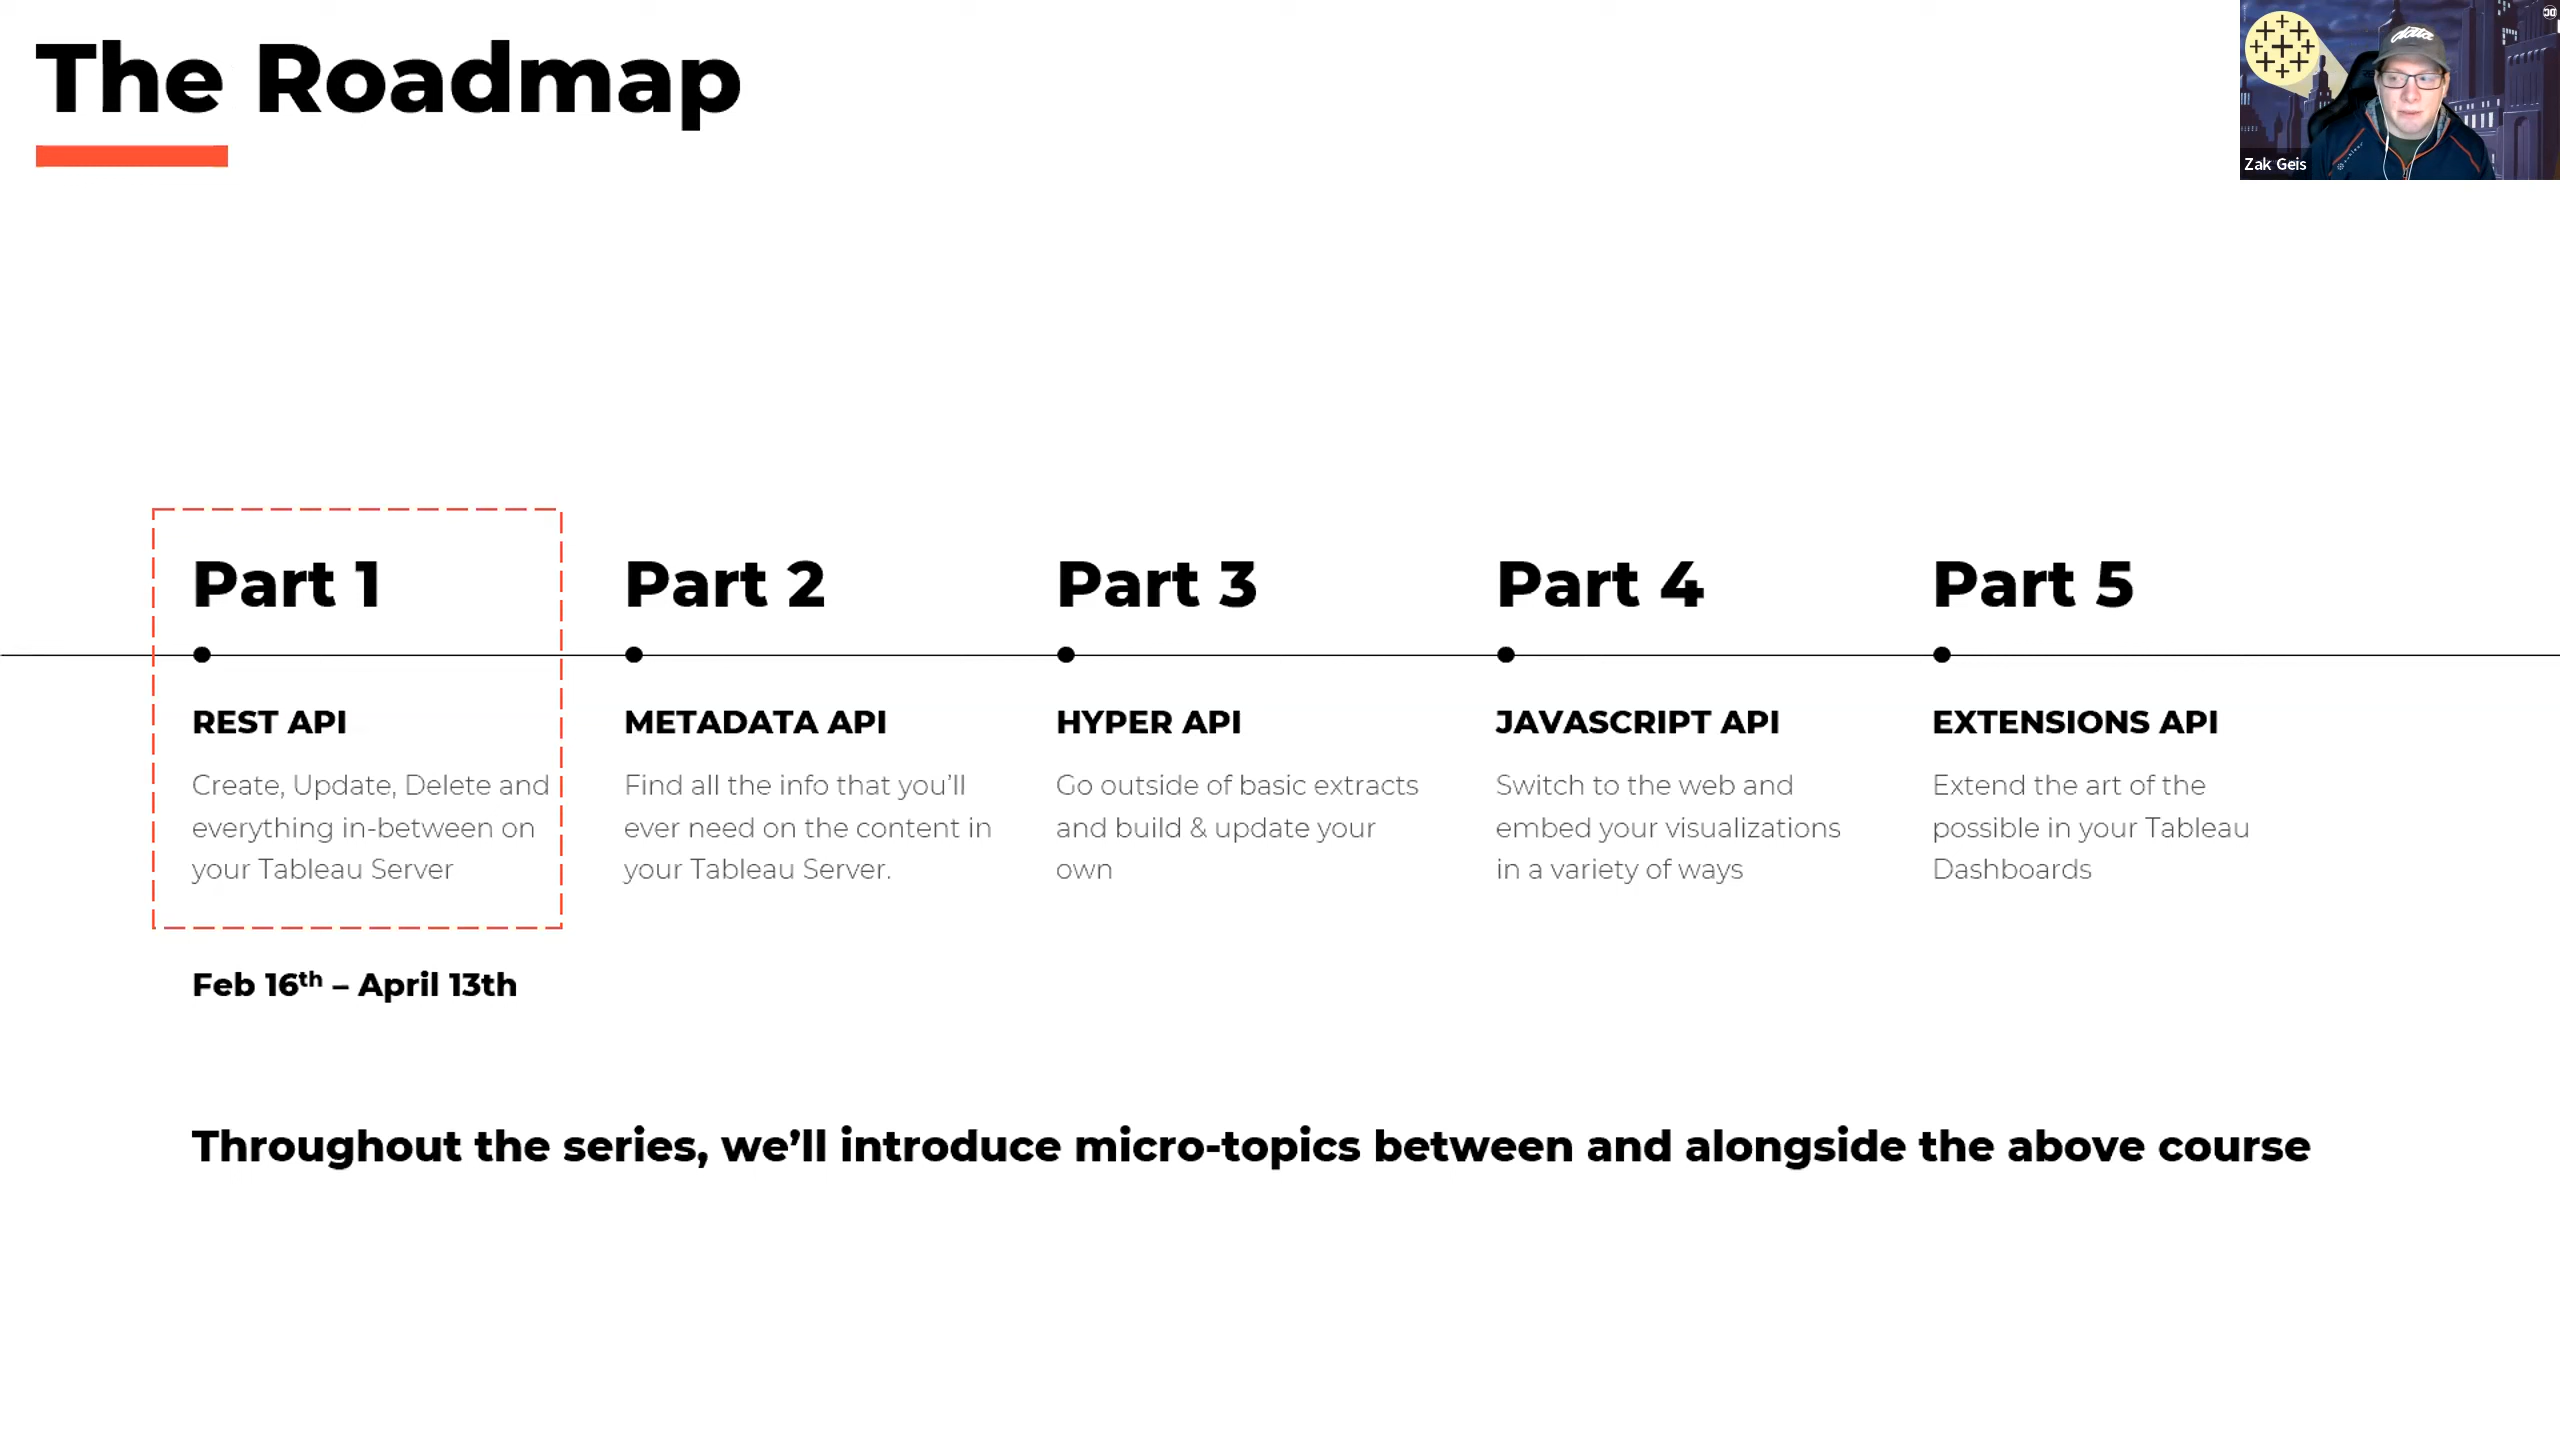 The Roadmap
data
Zak Geis
Part 1
Part 2
Part 3
Part 4
Part 5
REST API
Create, Update, Delete and
everything in-between on
your Tableau Server
METADATA API
Find all the info that you’ll
ever need on the content in
your Tableau Server.
HYPER API
Go outside of basic extracts
and build & update your
own
JAVASCRIPT API
Switch to the web and
embed your visualizations
in a variety of ways
EXTENSIONS API
Extend the art of the
possible in your Tableau
Dashboards
Feb 16th – April 13th
Throughout the series, we’ll introduce micro-topics between and alongside the above course